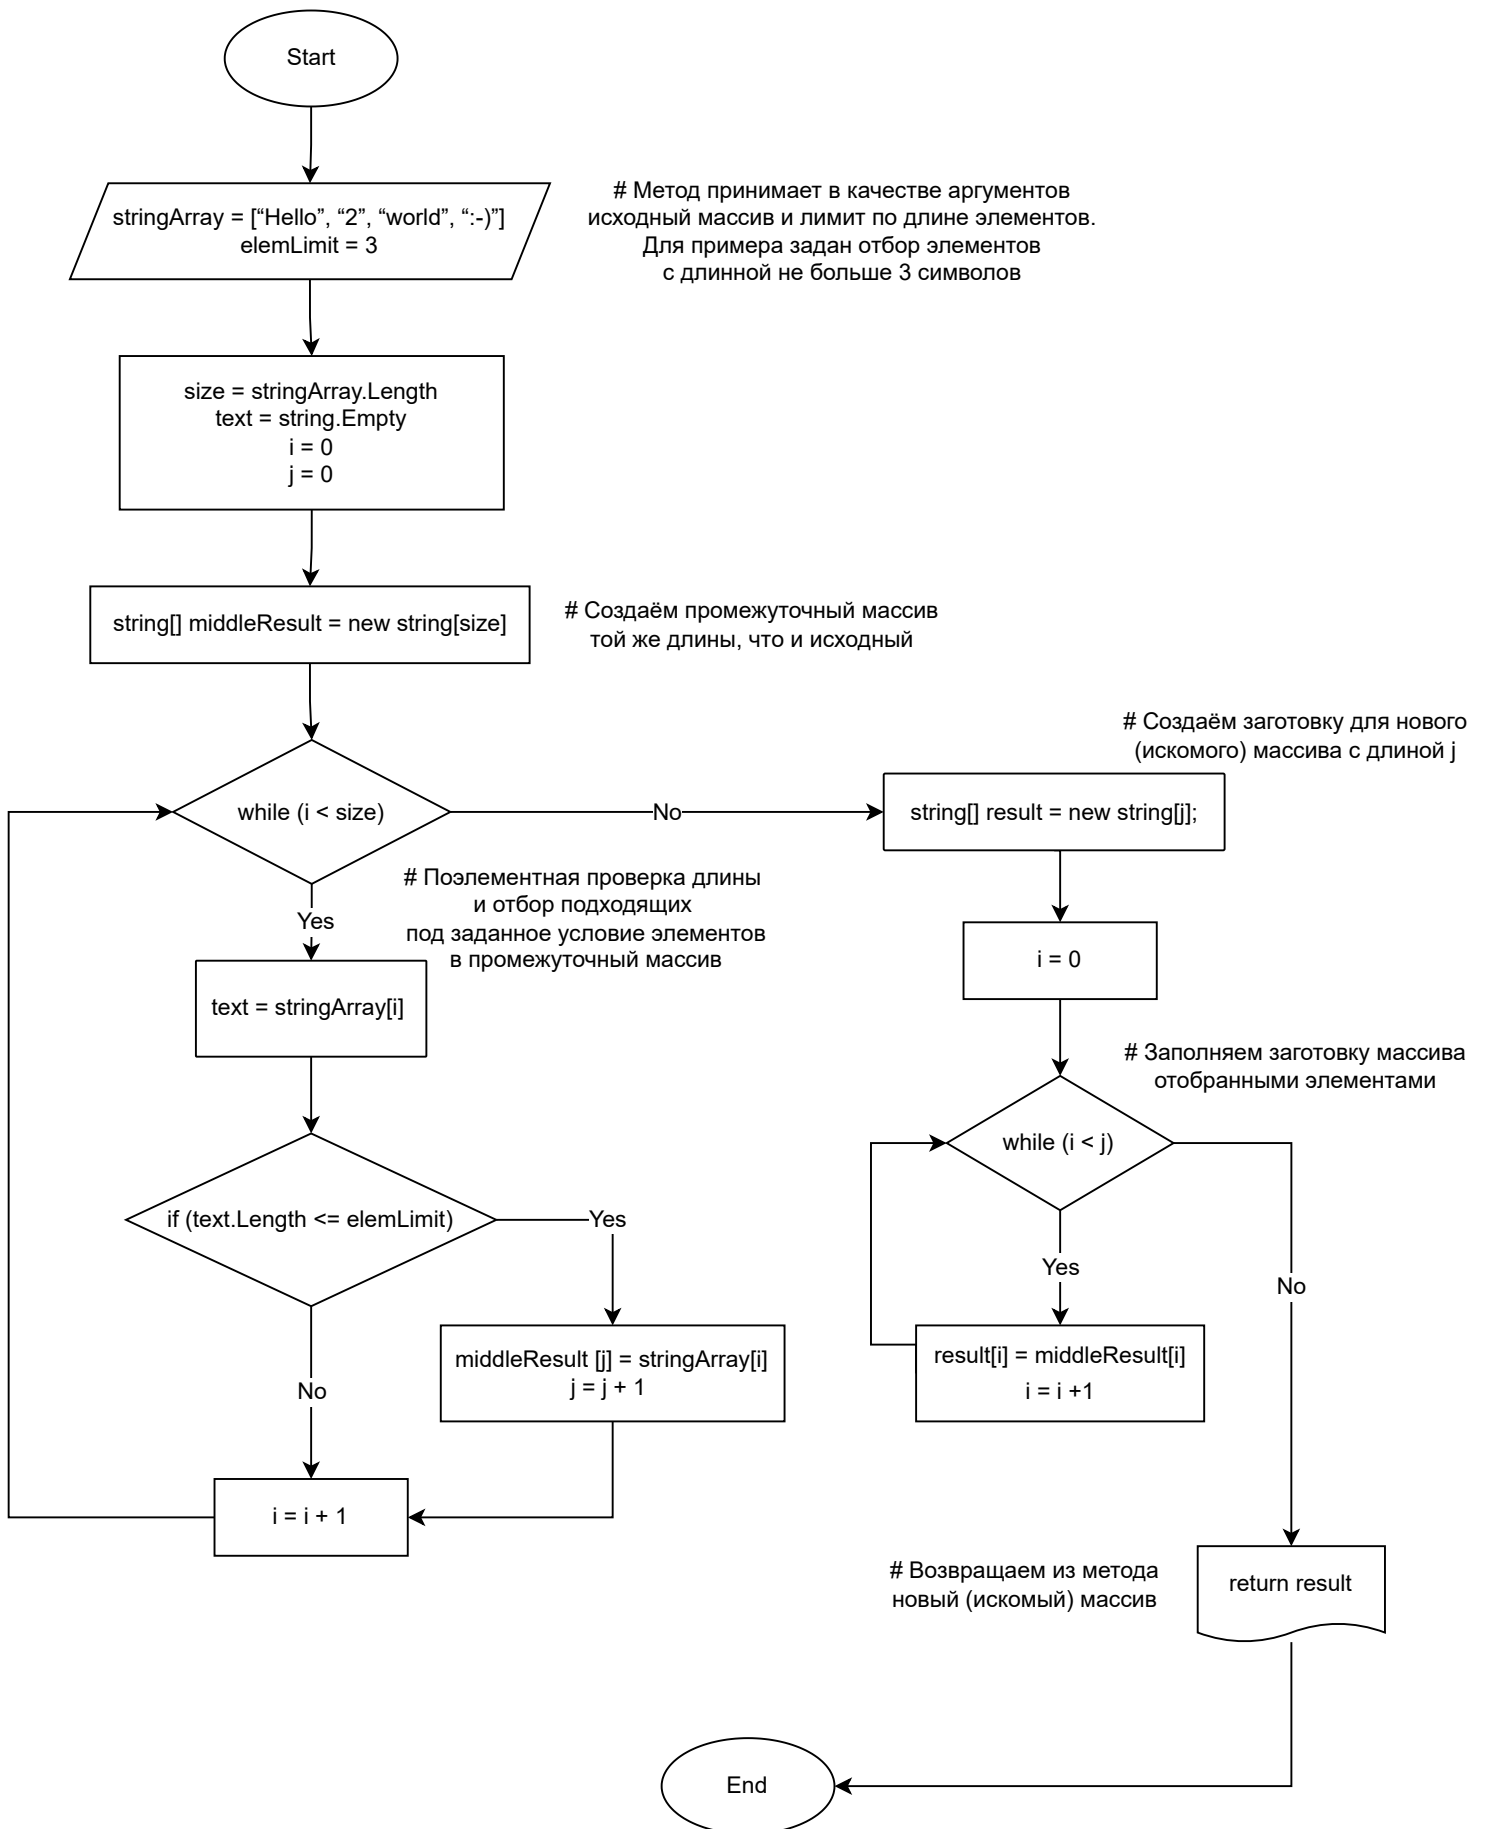 Start
stringArray = [“Hello”, “2”, “world”, “:-)”]
elemLimit = 3
# Метод принимает в качестве аргументов
исходный массив и лимит по длине элементов.
Для примера задан отбор элементов
с длинной не больше 3 символов
size = stringArray.Length
text = string.Empty
i = 0
j = 0
string[] middleResult = new string[size]
# Создаём промежуточный массив
той же длины, что и исходный
while (i < size)
No
# Создаём заготовку для нового
(искомого) массива с длиной j
string[] result = new string[j];
Yes
# Поэлементная проверка длины
и отбор подходящих
под заданное условие элементов
в промежуточный массив
text = stringArray[i]
i = 0
# Заполняем заготовку массива
отобранными элементами
while (i < j)
if (text.Length <= elemLimit)
Yes
Yes
No
middleResult [j] = stringArray[i]
j = j + 1
result[i] = middleResult[i]
i = i +1
No
i = i + 1
# Возвращаем из метода
новый (искомый) массив
return result
End